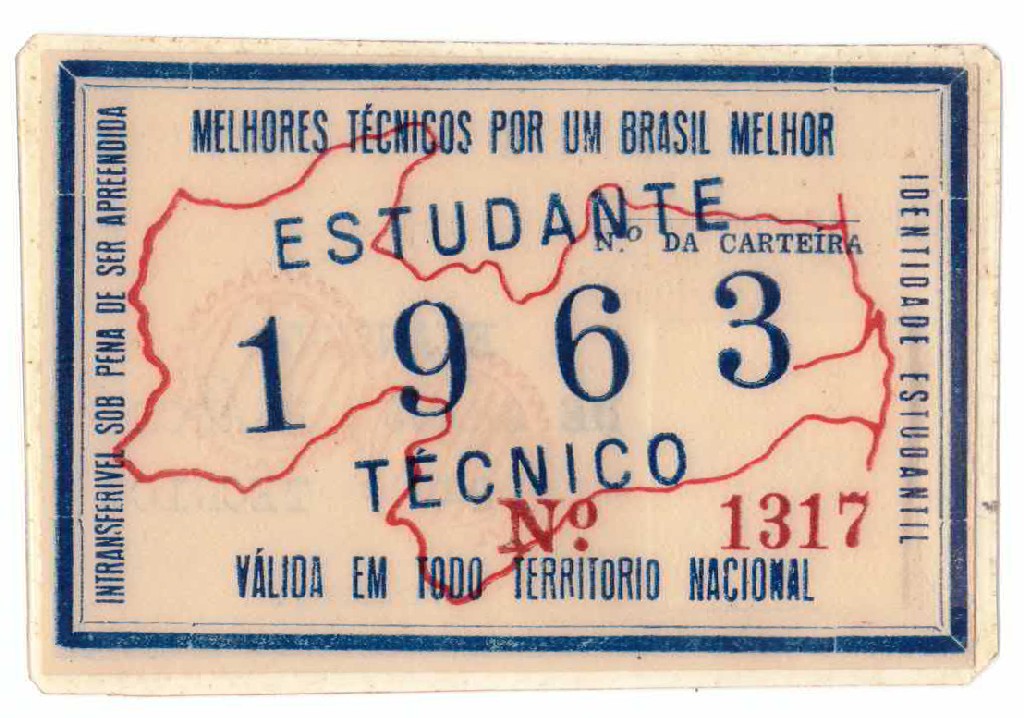 MELHORES TÉCNICOS POR UM BRASIL MELHOR
INTRANSFERIVEL SOB PENA DE SER APREENDIDA
ESTUDANTE
N.º DA CARTEIRA
1963
TÉCNICO
Nº 1317
VÁLIDA EM TODO TERRITORIO NACIONAL
IDENTIDADE ESTUDANTIL